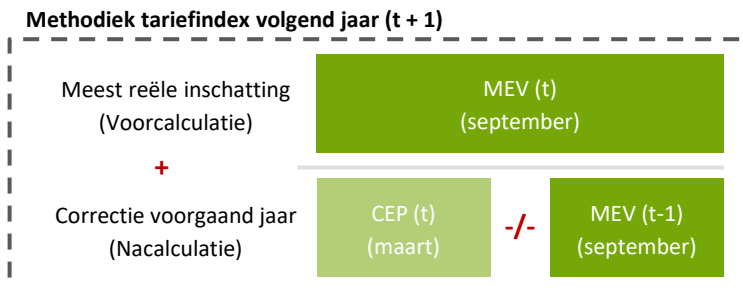 Methodiek tariefindex volgend jaar (t + 1)
Meest reële inschatting
(Voorcalculatie)
MEV (t)
(september)
+
Correctie voorgaand jaar
(Nacalculatie)
CEP (t)
(maart)
-/-
MEV (t-1)
(september)